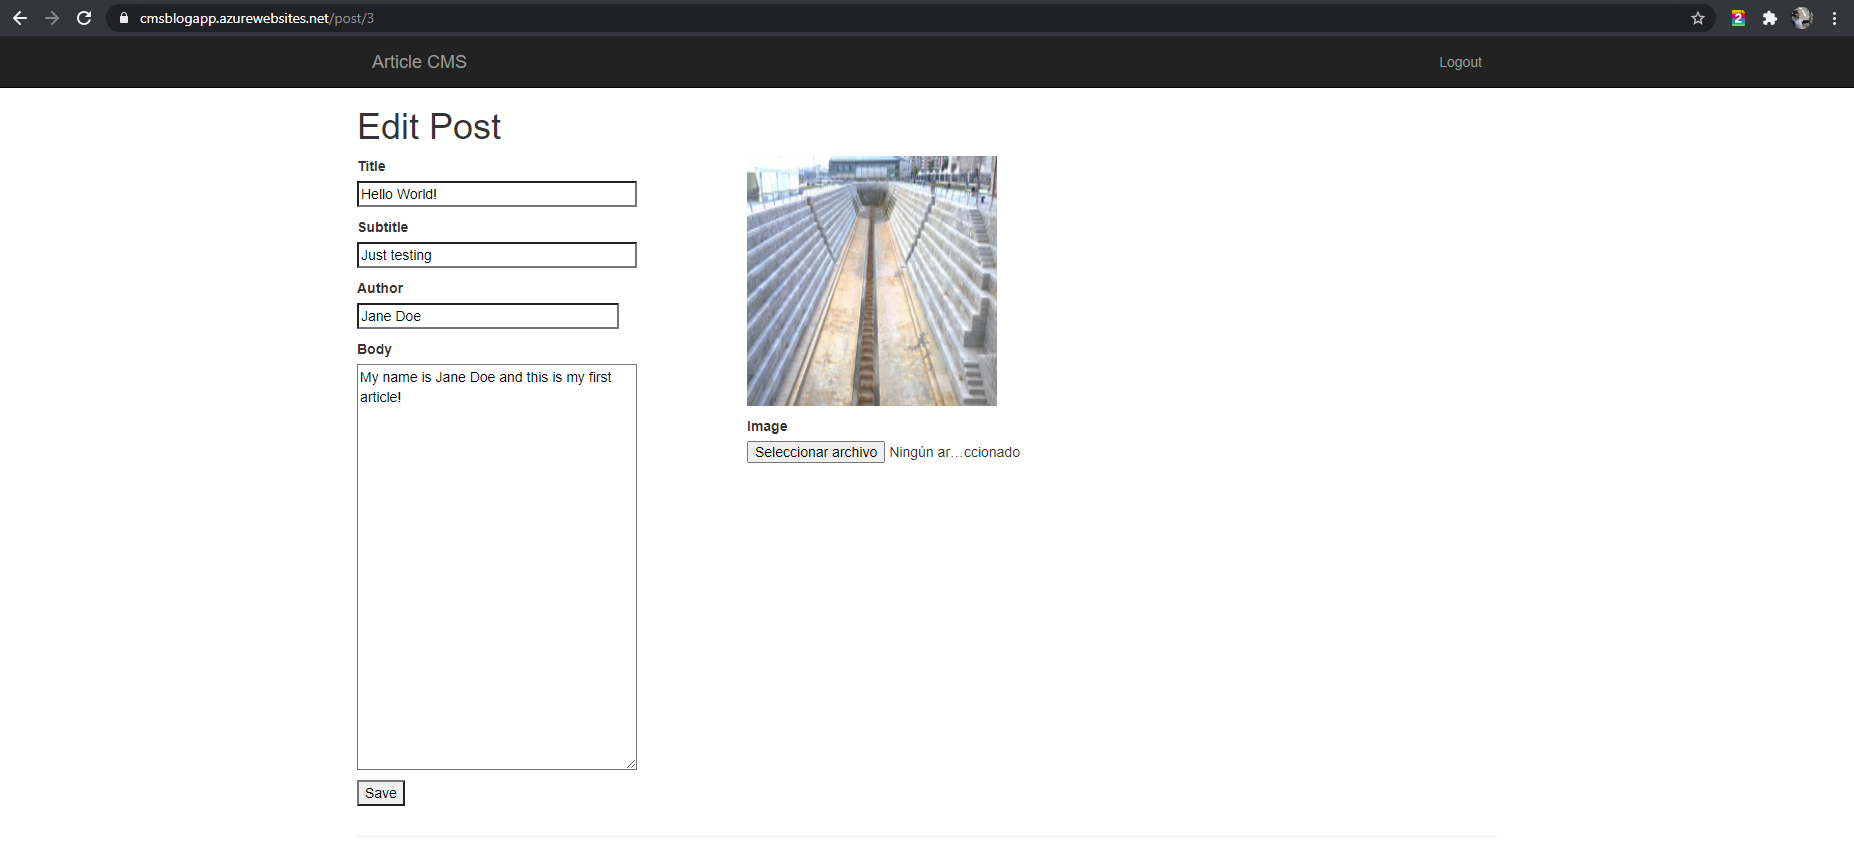 cmsblogapp.azurewebsites.net/post/3
2
Article CMS
Logout
Edit Post
Title
Hello World!
Subtitle
Just testing
Author
Jane Doe
Body
My name is Jane Doe and this is my first
article!
Save
Image
Seleccionar archivo Ningún ar…ccionado